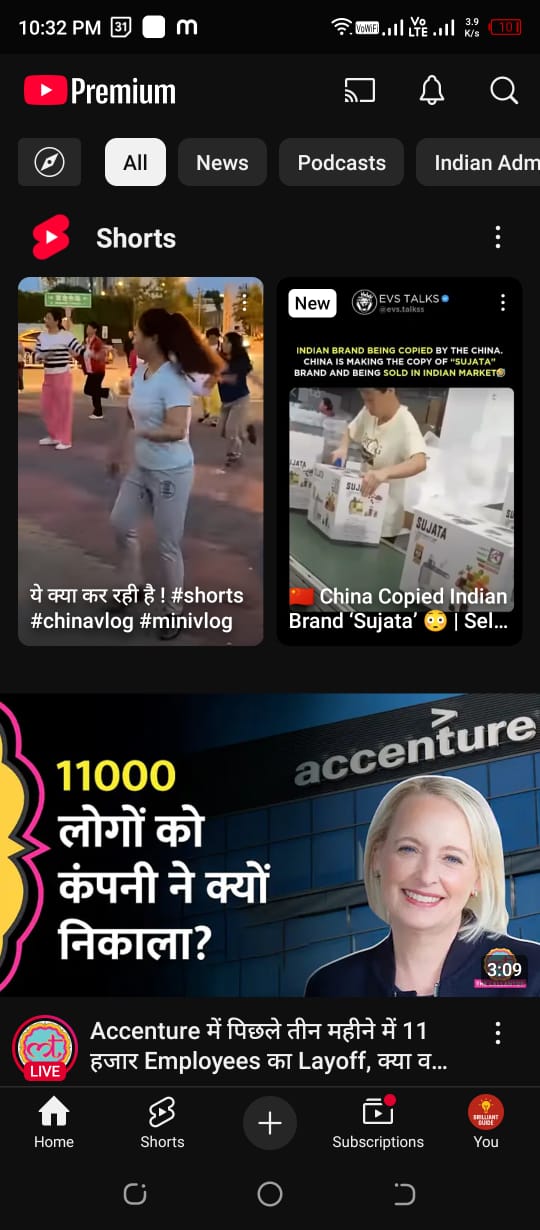 10:32 PM 31 m VoWiFi Vo LTE 3.9 K/s 10
Premium
All News Podcasts Indian Adm
Shorts
New EVS TALKS
@evs.talkss
INDIAN BRAND BEING COPIED BY THE CHINA.
CHINA IS MAKING THE COPY OF "SUJATA"
BRAND AND BEING SOLD IN INDIAN MARKET🤣
SUJATA
ये क्या कर रही है ! #shorts
#chinavlog #minivlog
🇨🇳 China Copied Indian
Brand ‘Sujata’ 😳 | Sel...
accenture
11000
लोगों को
कंपनी ने क्यों
निकाला?
3:09
LIVE
Accenture में पिछले तीन महीने में 11
हजार Employees का Layoff, क्या व...
Home Shorts Subscriptions You
BRILLIANT
GUIDE